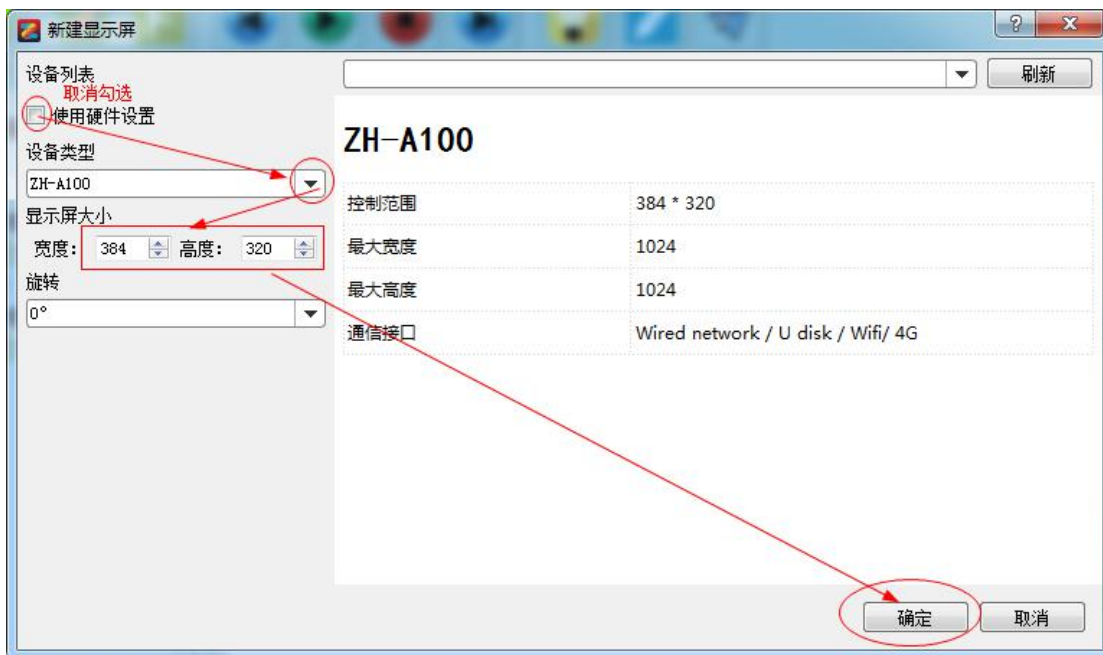 新建显示屏
设备列表
刷新
取消勾选
使用硬件设置
设备类型
ZH-A100
显示屏大小
宽度: 384 高度: 320
旋转
0°
ZH-A100
控制范围 384 * 320
最大宽度 1024
最大高度 1024
通信接口 Wired network / U disk / Wifi/ 4G
确定 取消